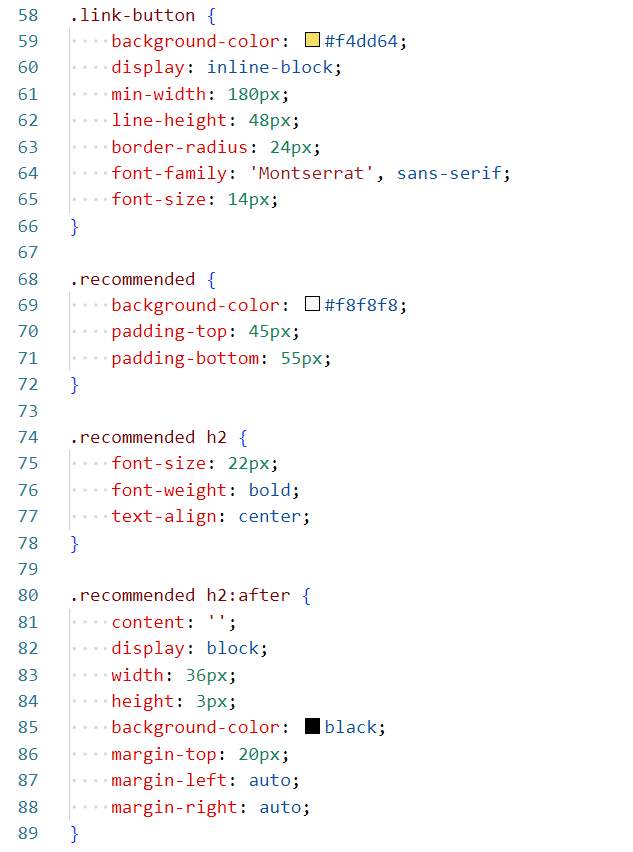 58 .link-button {
59     background-color: #f4dd64;
60     display: inline-block;
61     min-width: 180px;
62     line-height: 48px;
63     border-radius: 24px;
64     font-family: 'Montserrat', sans-serif;
65     font-size: 14px;
66 }
67
68 .recommended {
69     background-color: #f8f8f8;
70     padding-top: 45px;
71     padding-bottom: 55px;
72 }
73
74 .recommended h2 {
75     font-size: 22px;
76     font-weight: bold;
77     text-align: center;
78 }
79
80 .recommended h2:after {
81     content: '';
82     display: block;
83     width: 36px;
84     height: 3px;
85     background-color: black;
86     margin-top: 20px;
87     margin-left: auto;
88     margin-right: auto;
89 }